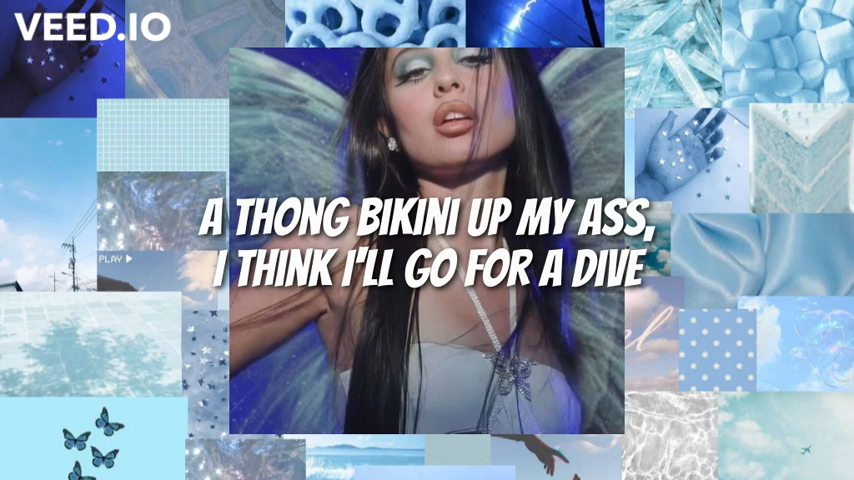 VEED.IO
A THONG BIKINI UP MY ASS,
I THINK I'LL GO FOR A DIVE
PLAY